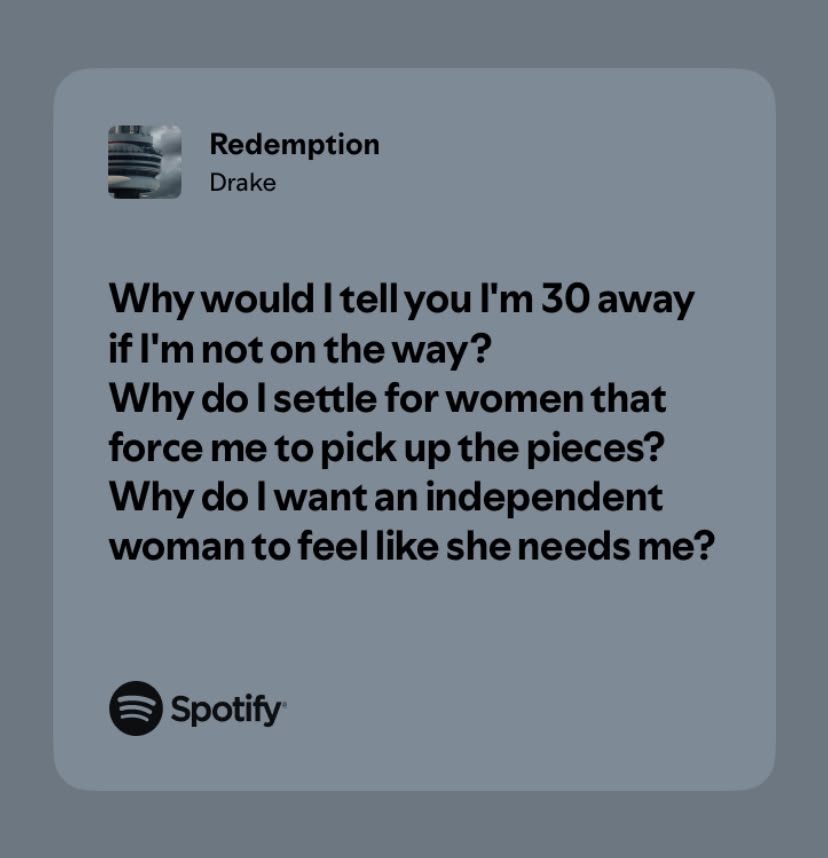 Redemption
Drake
Why would I tell you I'm 30 away
if I'm not on the way?
Why do I settle for women that
force me to pick up the pieces?
Why do I want an independent
woman to feel like she needs me?
Spotify®